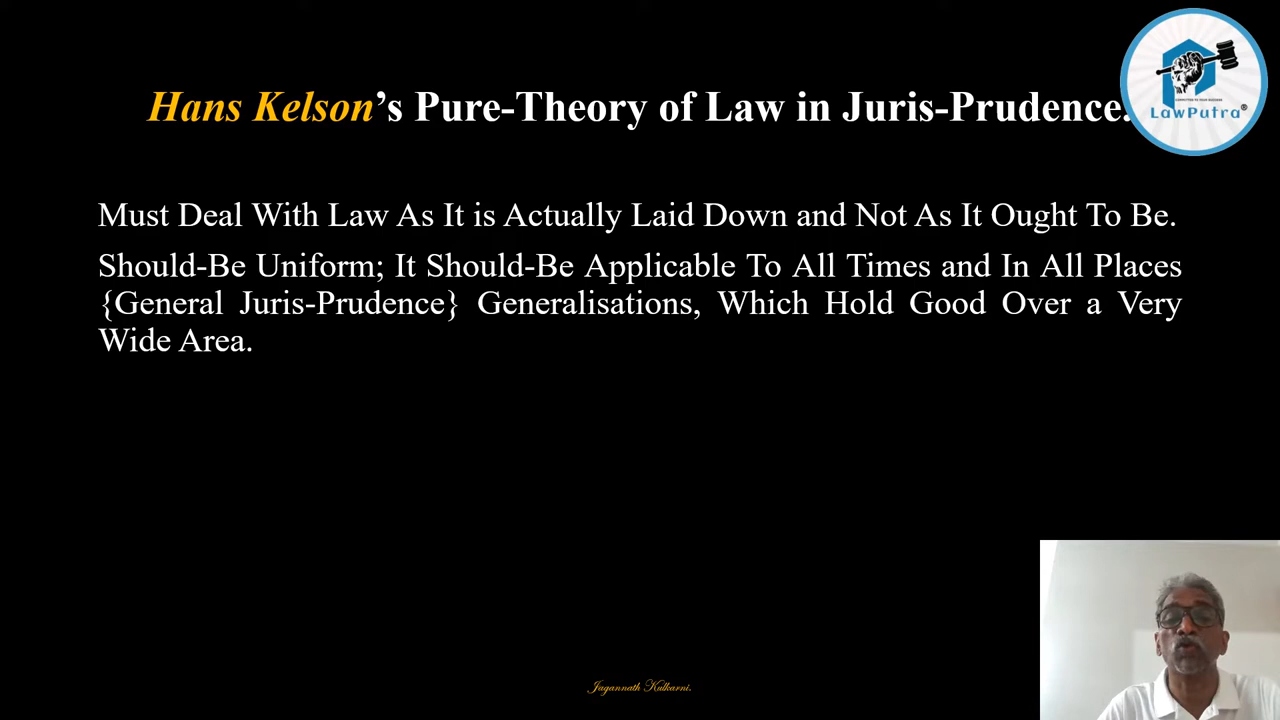 Hans Kelson's Pure-Theory of Law in Juris-Prudence.
LawPutra®
Must Deal With Law As It is Actually Laid Down and Not As It Ought To Be.
Should-Be Uniform; It Should-Be Applicable To All Times and In All Places
{General Juris-Prudence} Generalisations, Which Hold Good Over a Very
Wide Area.
Jagannath Kulkarni.